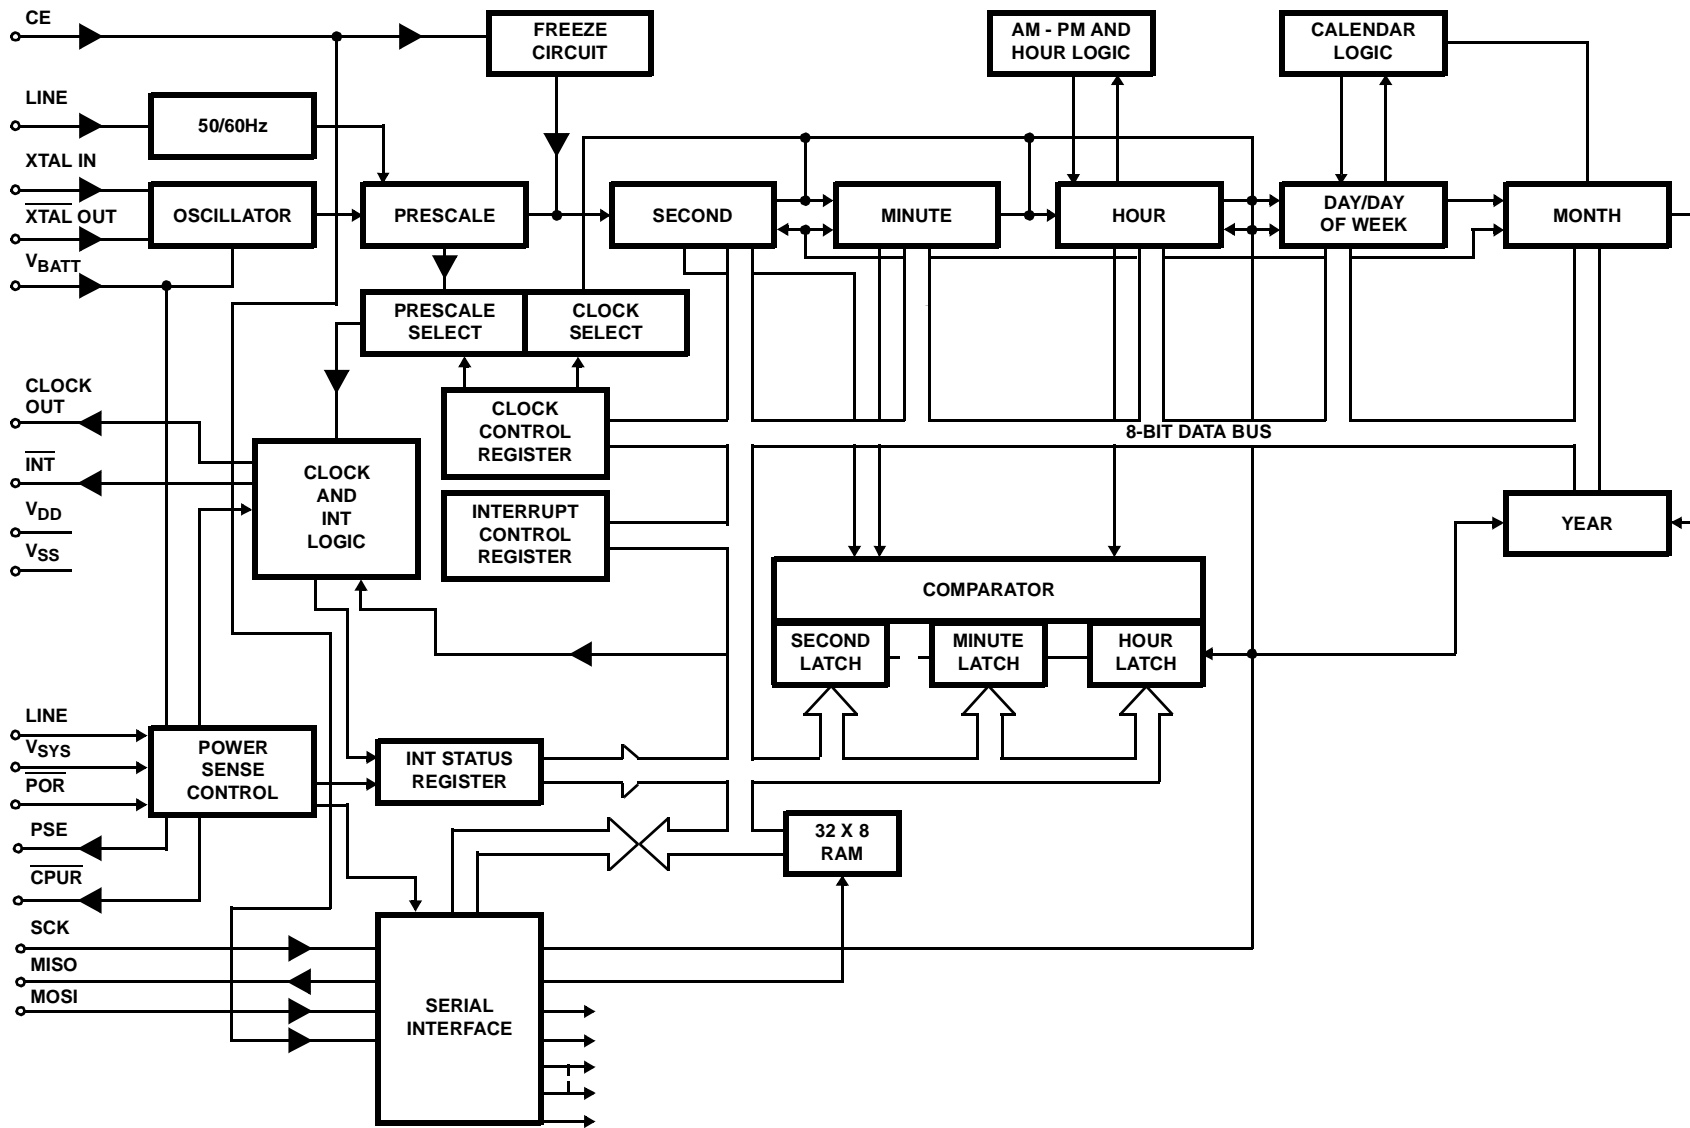 CE
FREEZE
CIRCUIT
AM - PM AND
HOUR LOGIC
CALENDAR
LOGIC
LINE
50/60Hz
XTAL IN
XTAL OUT
OSCILLATOR
PRESCALE
SECOND
MINUTE
HOUR
DAY/DAY
OF WEEK
MONTH
VBATT
PRESCALE
SELECT
CLOCK
SELECT
CLOCK
OUT
CLOCK
CONTROL
REGISTER
8-BIT DATA BUS
INT
CLOCK
AND
INT
LOGIC
INTERRUPT
CONTROL
REGISTER
YEAR
VDD
VSS
COMPARATOR
SECOND
LATCH
MINUTE
LATCH
HOUR
LATCH
LINE
VSYS
POR
POWER
SENSE
CONTROL
INT STATUS
REGISTER
PSE
32 X 8
RAM
CPUR
SCK
MISO
MOSI
SERIAL
INTERFACE